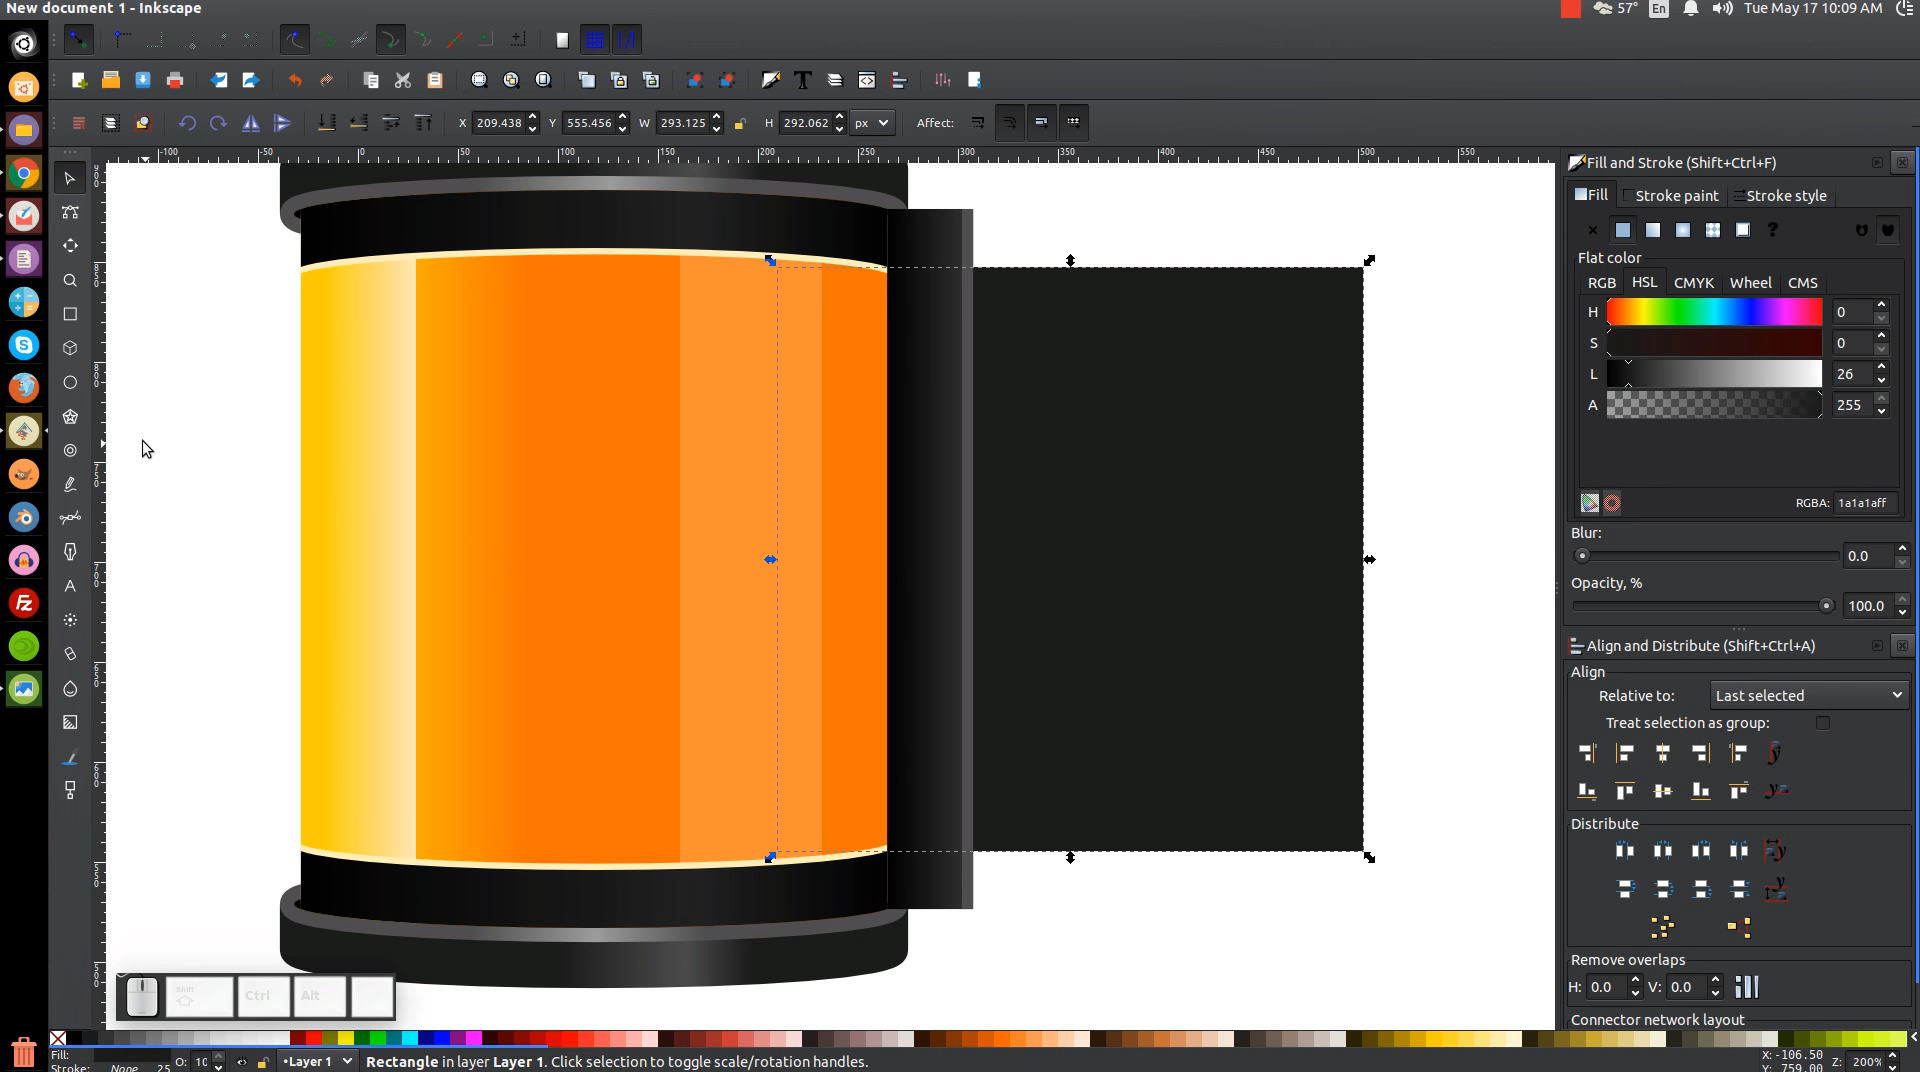 New document 1 - Inkscape
57° En Tue May 17 10:09 AM
X 209.438 Y 555.456 W 293.125 H 292.062 px Affect:
-100 -50 0 50 100 150 200 250 300 350 400 450 500 550
Fill and Stroke (Shift+Ctrl+F)
Fill Stroke paint Stroke style
?
Flat color
RGB HSL CMYK Wheel CMS
H 0
S 0
L 26
A 255
RGBA: 1a1a1aff
Blur:
0.0
Opacity, %
100.0
Align and Distribute (Shift+Ctrl+A)
Align
Relative to: Last selected
Treat selection as group:
Distribute
Remove overlaps
H: 0.0 V: 0.0
Connector network layout
Shift Ctrl Alt
Fill: O: 10 •Layer 1 Rectangle in layer Layer 1. Click selection to toggle scale/rotation handles.
Stroke: None 25
X: -106.50
Y: 759.00
Z: 200%